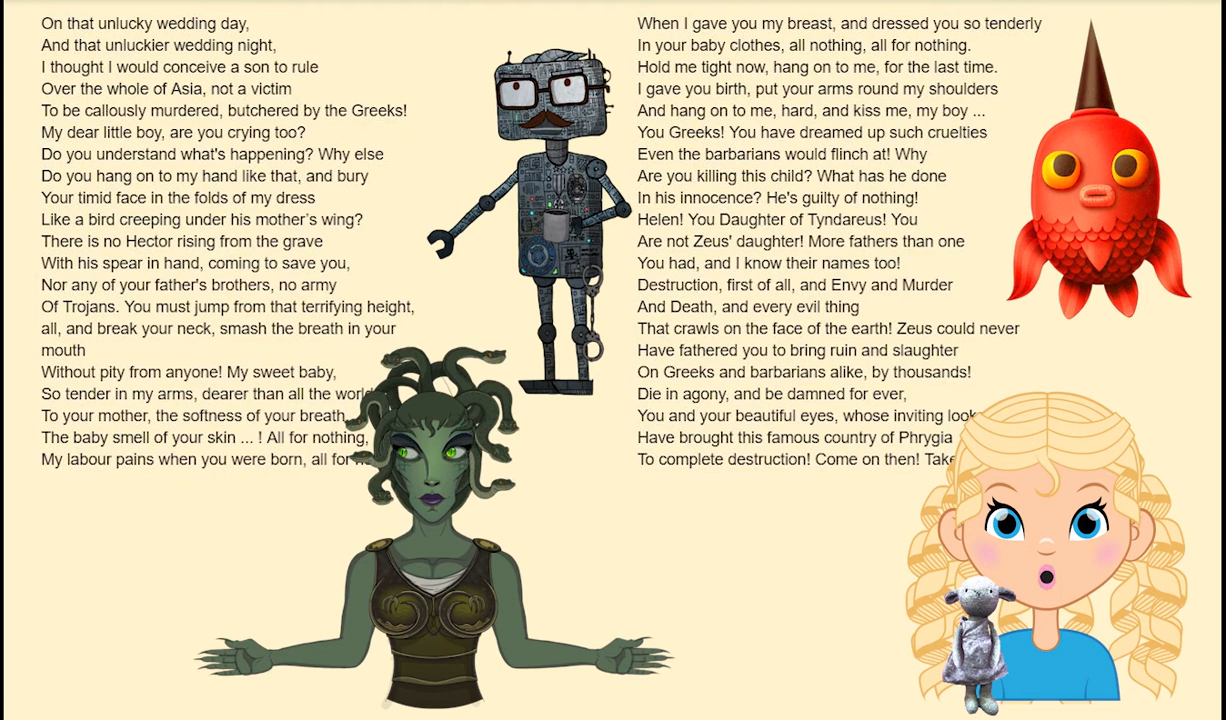 On that unlucky wedding day,
And that unluckier wedding night,
I thought I would conceive a son to rule
Over the whole of Asia, not a victim
To be callously murdered, butchered by the Greeks!
My dear little boy, are you crying too?
Do you understand what's happening? Why else
Do you hang on to my hand like that, and bury
Your timid face in the folds of my dress
Like a bird creeping under his mother's wing?
There is no Hector rising from the grave
With his spear in hand, coming to save you,
Nor any of your father's brothers, no army
Of Trojans. You must jump from that terrifying height,
all, and break your neck, smash the breath in your
mouth
Without pity from anyone! My sweet baby,
So tender in my arms, dearer than all the world
To your mother, the softness of your breath,
The baby smell of your skin ... ! All for nothing,
My labour pains when you were born, all for
When I gave you my breast, and dressed you so tenderly
In your baby clothes, all nothing, all for nothing.
Hold me tight now, hang on to me, for the last time.
I gave you birth, put your arms round my shoulders
And hang on to me, hard, and kiss me, my boy ...
You Greeks! You have dreamed up such cruelties
Even the barbarians would flinch at! Why
Are you killing this child? What has he done
In his innocence? He's guilty of nothing!
Helen! You Daughter of Tyndareus! You
Are not Zeus' daughter! More fathers than one
You had, and I know their names too!
Destruction, first of all, and Envy and Murder
And Death, and every evil thing
That crawls on the face of the earth! Zeus could never
Have fathered you to bring ruin and slaughter
On Greeks and barbarians alike, by thousands!
Die in agony, and be damned for ever,
You and your beautiful eyes, whose inviting look
Have brought this famous country of Phrygia
To complete destruction! Come on then! Take